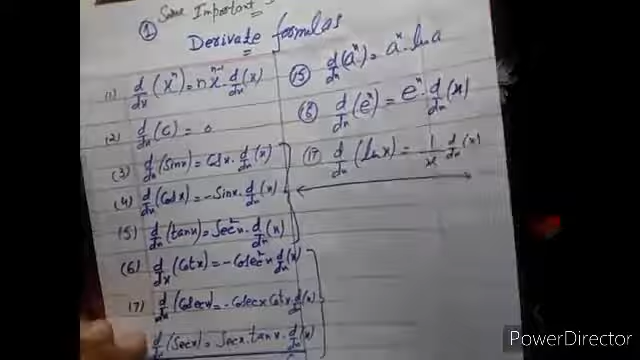 Some Important
①
Derivate formulas
(1) d/dx (xⁿ) = n xⁿ⁻¹ · d/dx (x)
(2) d/dx (c) = 0
(3) d/dx (Sinx) = Cosx · d/dx (x)
(4) d/dx (Cosx) = -Sinx · d/dx (x)
(5) d/dx (tanx) = Sec²x · d/dx (x)
(6) d/dx (Cotx) = -Cosec²x d/dx (x)
(7) d/dx (Cosecx) = -Cosecx Cotx d/dx (x)
d/dx (Secx) = Secx · tanx · d/dx (x)
(15) d/dx (aˣ) = aˣ · ln a
(16) d/dx (eˣ) = eˣ · d/dx (x)
(17) d/dx (ln x) = 1/x d/dx (x)
PowerDirector